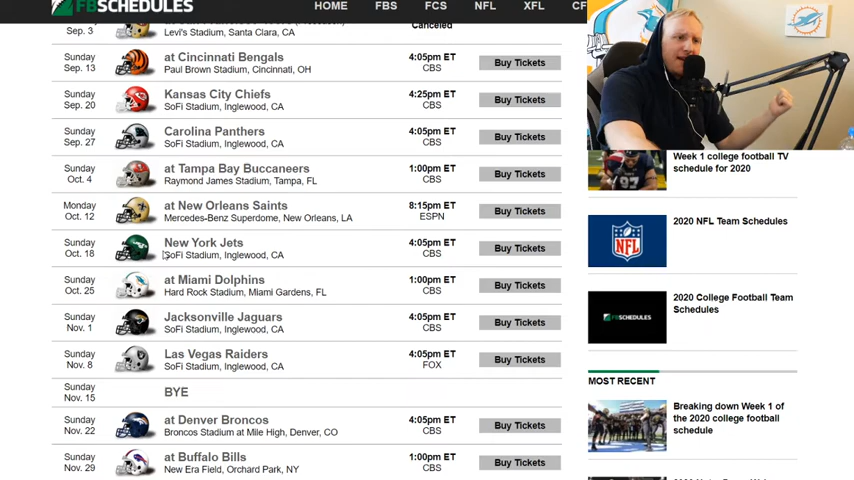 FBSCHEDULES
HOME FBS FCS NFL XFL CF
Sunday Sep. 3
Levi's Stadium, Santa Clara, CA
Canceled
Sunday Sep. 13
at Cincinnati Bengals
Paul Brown Stadium, Cincinnati, OH
4:05pm ET
CBS
Buy Tickets
Sunday Sep. 20
Kansas City Chiefs
SoFi Stadium, Inglewood, CA
4:25pm ET
CBS
Buy Tickets
Sunday Sep. 27
Carolina Panthers
SoFi Stadium, Inglewood, CA
4:05pm ET
CBS
Buy Tickets
Sunday Oct. 4
at Tampa Bay Buccaneers
Raymond James Stadium, Tampa, FL
1:00pm ET
CBS
Buy Tickets
Monday Oct. 12
at New Orleans Saints
Mercedes-Benz Superdome, New Orleans, LA
8:15pm ET
ESPN
Buy Tickets
Sunday Oct. 18
New York Jets
SoFi Stadium, Inglewood, CA
4:05pm ET
CBS
Buy Tickets
Sunday Oct. 25
at Miami Dolphins
Hard Rock Stadium, Miami Gardens, FL
1:00pm ET
CBS
Buy Tickets
Sunday Nov. 1
Jacksonville Jaguars
SoFi Stadium, Inglewood, CA
4:05pm ET
CBS
Buy Tickets
Sunday Nov. 8
Las Vegas Raiders
SoFi Stadium, Inglewood, CA
4:05pm ET
FOX
Buy Tickets
Sunday Nov. 15
BYE
Sunday Nov. 22
at Denver Broncos
Broncos Stadium at Mile High, Denver, CO
4:05pm ET
CBS
Buy Tickets
Sunday Nov. 29
at Buffalo Bills
New Era Field, Orchard Park, NY
1:00pm ET
CBS
Buy Tickets
Week 1 college football TV
schedule for 2020
2020 NFL Team Schedules
NFL
2020 College Football Team
Schedules
FBSCHEDULES
MOST RECENT
Breaking down Week 1 of
the 2020 college football
schedule